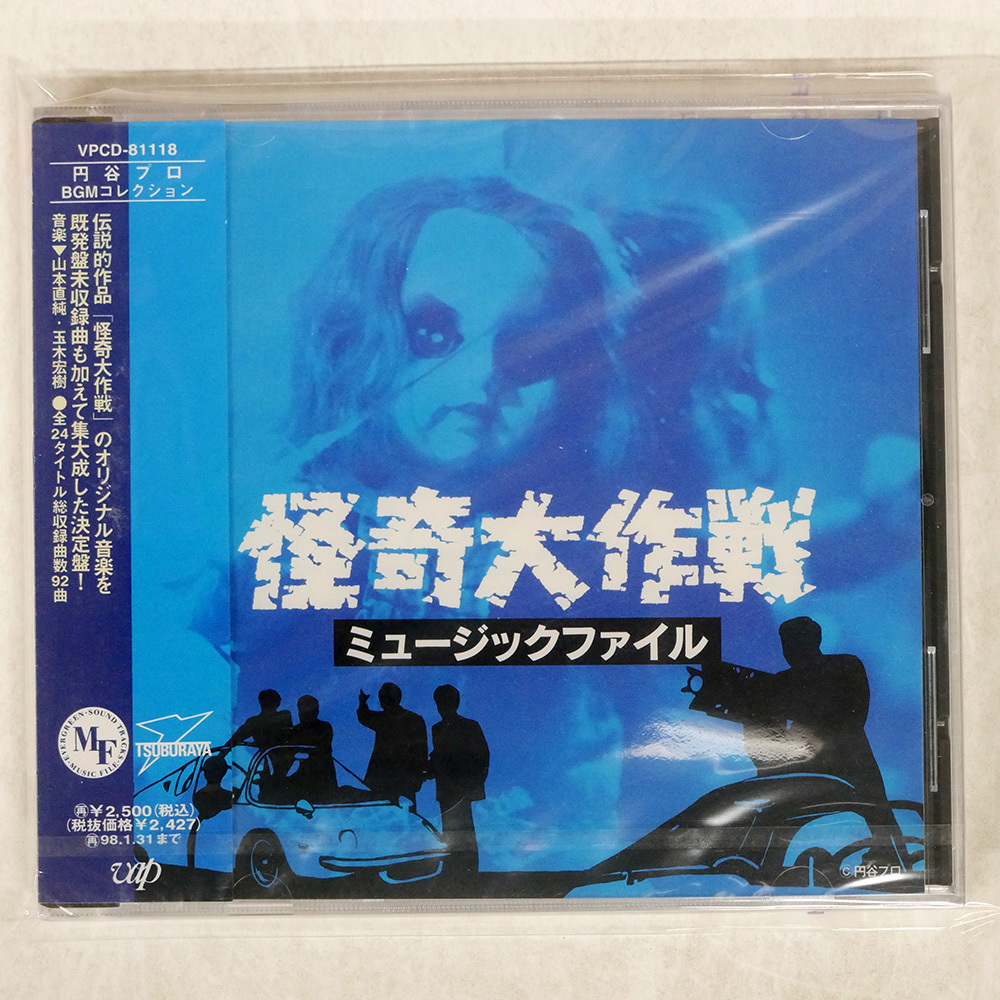 VPCD-81118
円谷プロ
BGMコレクション
伝説的作品「怪奇大作戦」のオリジナル音楽を
既発盤未収録曲も加えて集大成した決定盤!
音楽▼山本直純・玉木宏樹 ●全24タイトル総収録曲数92曲
怪奇大作戦
ミュージックファイル
EVERGREEN・SOUND TRACKS
MF
MUSIC FILE
TSUBURAYA
再¥2,500(税込)
(税抜価格¥2,427)
再98.1.31まで
vap
©円谷プロ